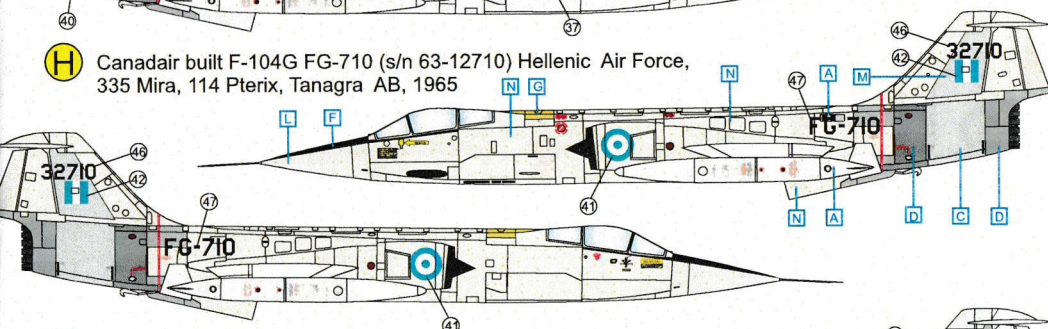 40
37
H Canadair built F-104G FG-710 (s/n 63-12710) Hellenic Air Force,
335 Mira, 114 Pterix, Tanagra AB, 1965
46
32710
42
M
N
G
N
47
A
FG-710
L
F
41
N
A
D
C
D
46
32710
42
47
FG-710
41